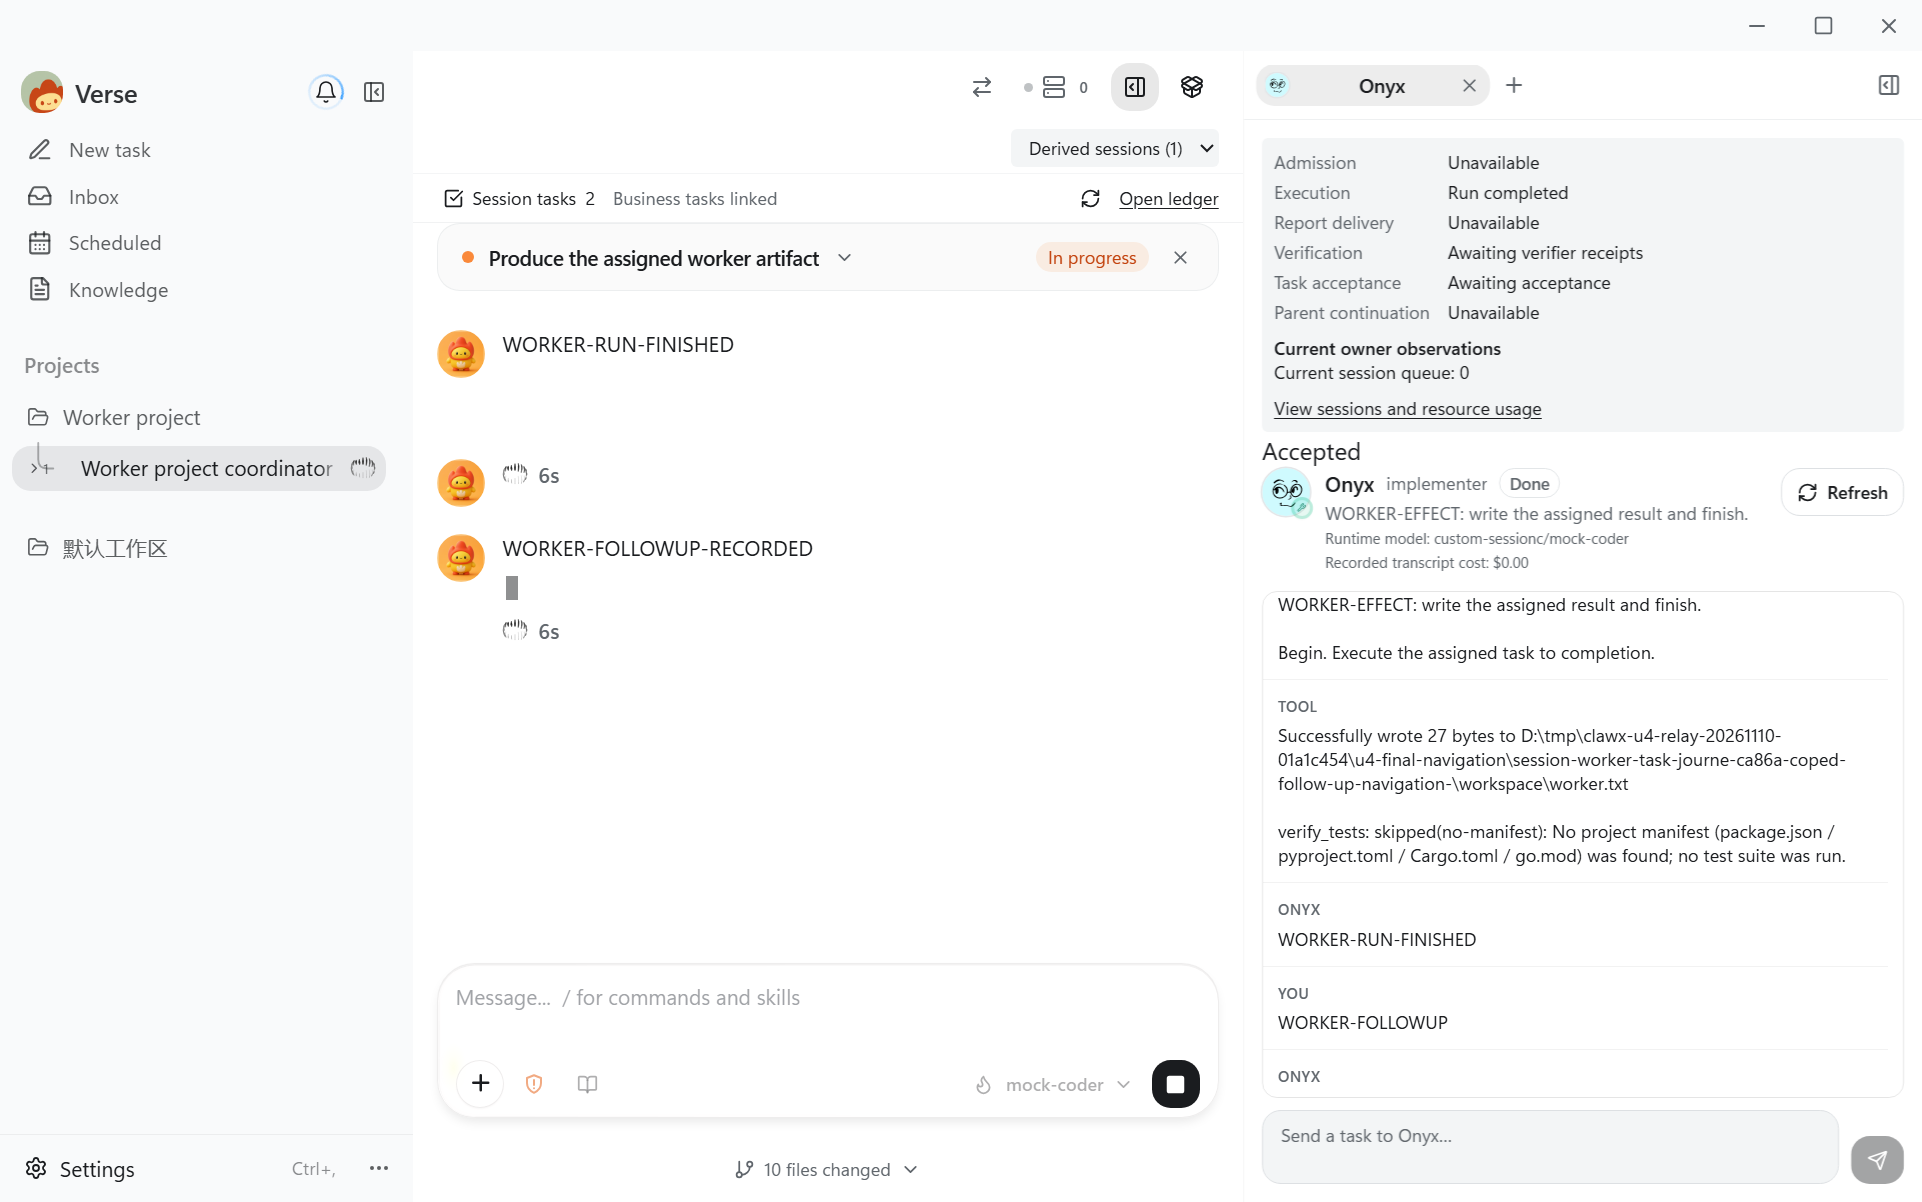 Verse
New task
Inbox
Scheduled
Knowledge
Projects
Worker project
Worker project coordinator
默认工作区
Settings
Ctrl+,
0
Derived sessions (1)
Session tasks 2 Business tasks linked
Open ledger
Produce the assigned worker artifact
In progress
WORKER-RUN-FINISHED
6s
WORKER-FOLLOWUP-RECORDED
6s
Message... / for commands and skills
mock-coder
10 files changed
Onyx
Admission Unavailable
Execution Run completed
Report delivery Unavailable
Verification Awaiting verifier receipts
Task acceptance Awaiting acceptance
Parent continuation Unavailable
Current owner observations
Current session queue: 0
View sessions and resource usage
Accepted
Onyx implementer Done
Refresh
WORKER-EFFECT: write the assigned result and finish.
Runtime model: custom-sessionc/mock-coder
Recorded transcript cost: $0.00
WORKER-EFFECT: write the assigned result and finish.
Begin. Execute the assigned task to completion.
TOOL
Successfully wrote 27 bytes to D:\tmp\clawx-u4-relay-20261110-
01a1c454\u4-final-navigation\session-worker-task-journe-ca86a-coped-
follow-up-navigation-\workspace\worker.txt
verify_tests: skipped(no-manifest): No project manifest (package.json /
pyproject.toml / Cargo.toml / go.mod) was found; no test suite was run.
ONYX
WORKER-RUN-FINISHED
YOU
WORKER-FOLLOWUP
ONYX
Send a task to Onyx...